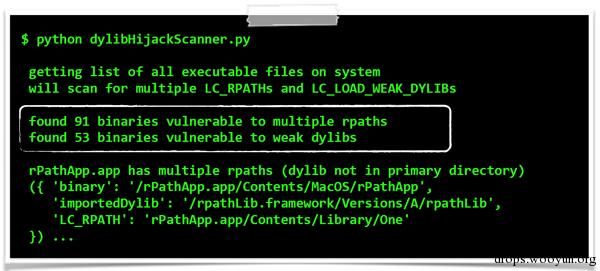 $ python dylibHijackScanner.py
getting list of all executable files on system
will scan for multiple LC_RPATHs and LC_LOAD_WEAK_DYLIBs
found 91 binaries vulnerable to multiple rpaths
found 53 binaries vulnerable to weak dylibs
rPathApp.app has multiple rpaths (dylib not in primary directory)
({ 'binary': '/rPathApp.app/Contents/MacOS/rPathApp',
'importedDylib': '/rpathLib.framework/Versions/A/rpathLib',
'LC_RPATH': 'rPathApp.app/Contents/Library/One'
}) ...
drops.wooyun.org